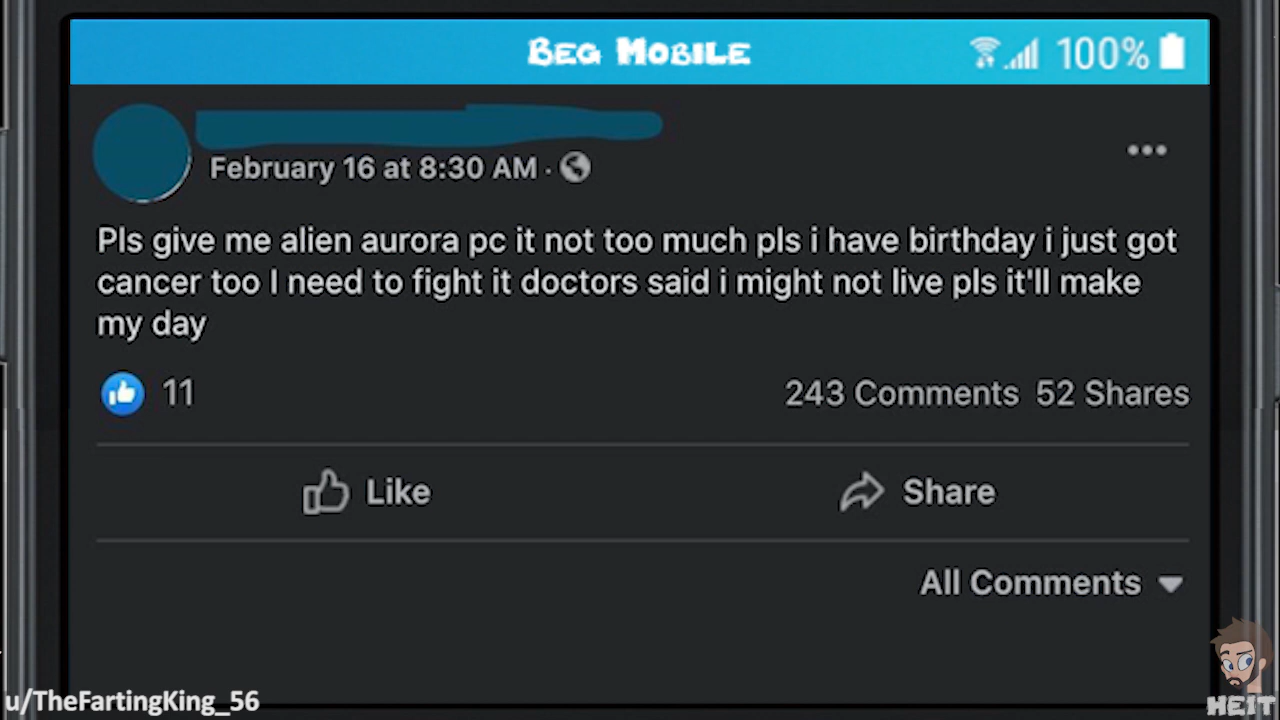 Beg Mobile
100%
February 16 at 8:30 AM ·
Pls give me alien aurora pc it not too much pls i have birthday i just got
cancer too I need to fight it doctors said i might not live pls it'll make
my day
11
243 Comments 52 Shares
Like
Share
All Comments
u/TheFartingKing_56
HEIT